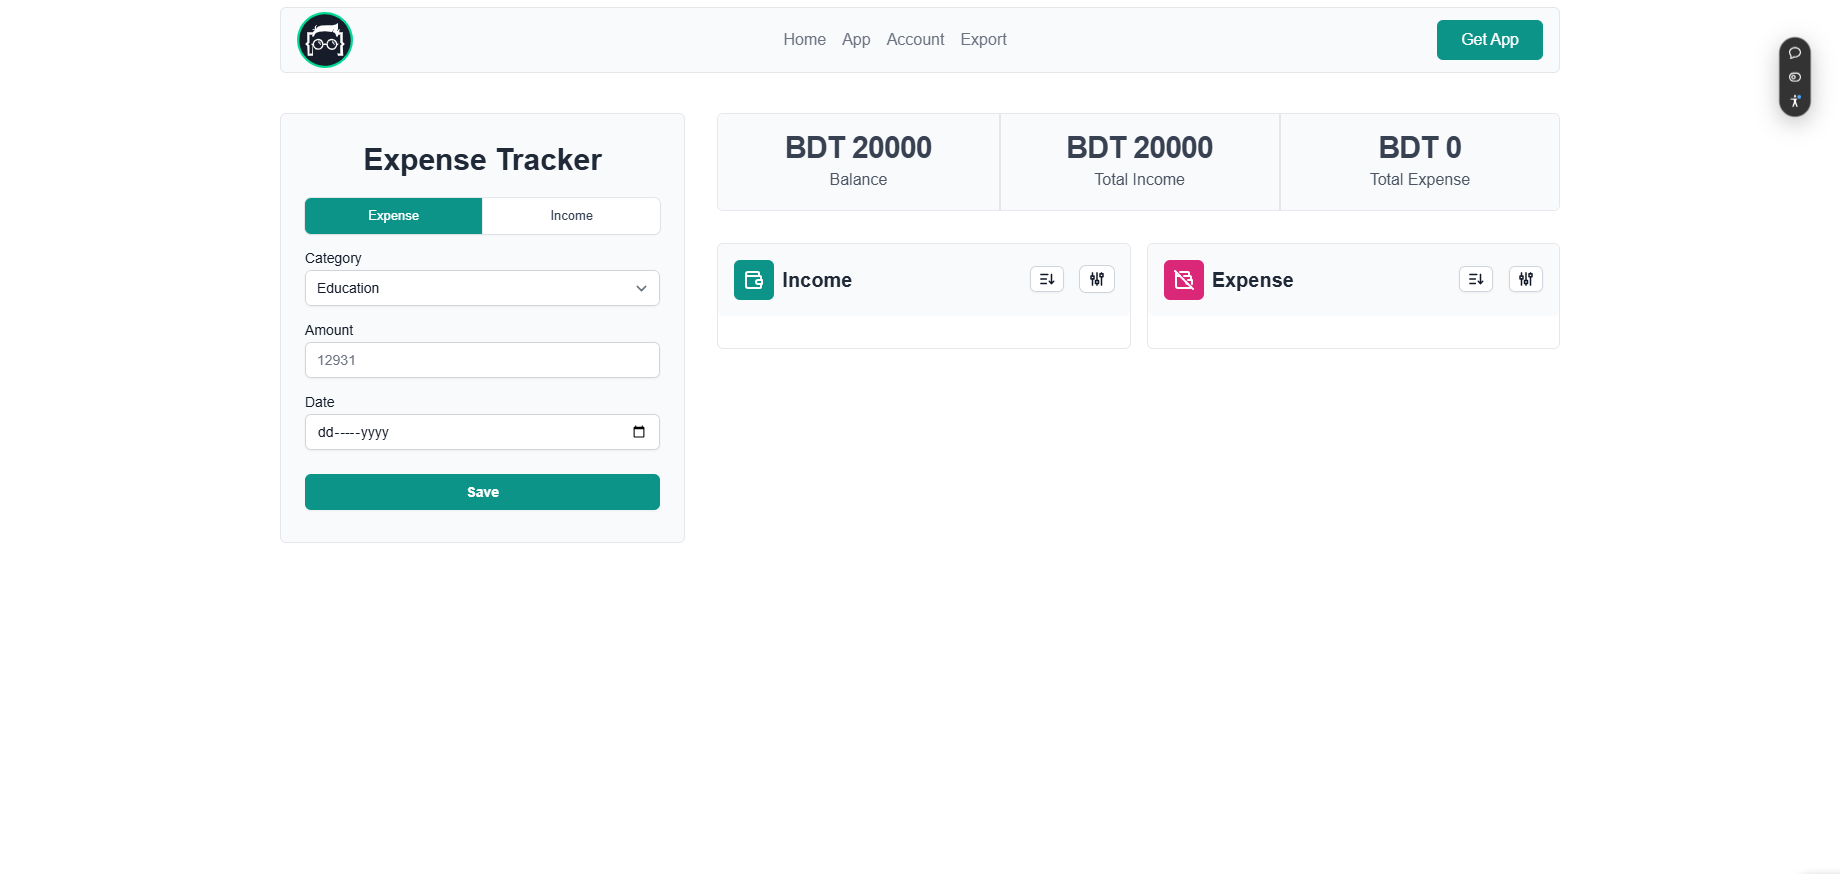 Home App Account Export
Get App
Expense Tracker
Expense Income
Category
Education
Amount
12931
Date
dd-----yyyy
Save
BDT 20000
Balance
BDT 20000
Total Income
BDT 0
Total Expense
Income
Expense